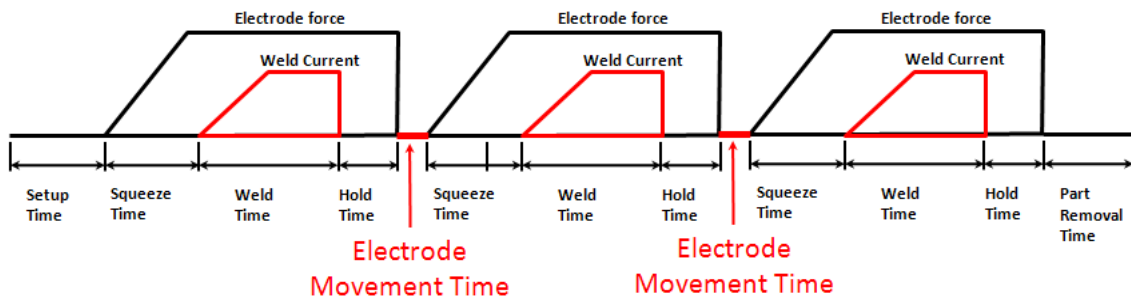 Electrode force
Electrode force
Electrode force
Weld Current
Weld Current
Weld Current
Setup
Time
Squeeze
Time
Weld
Time
Hold
Time
Squeeze
Time
Weld
Time
Hold
Time
Squeeze
Time
Weld
Time
Hold
Time
Part
Removal
Time
Electrode
Movement Time
Electrode
Movement Time